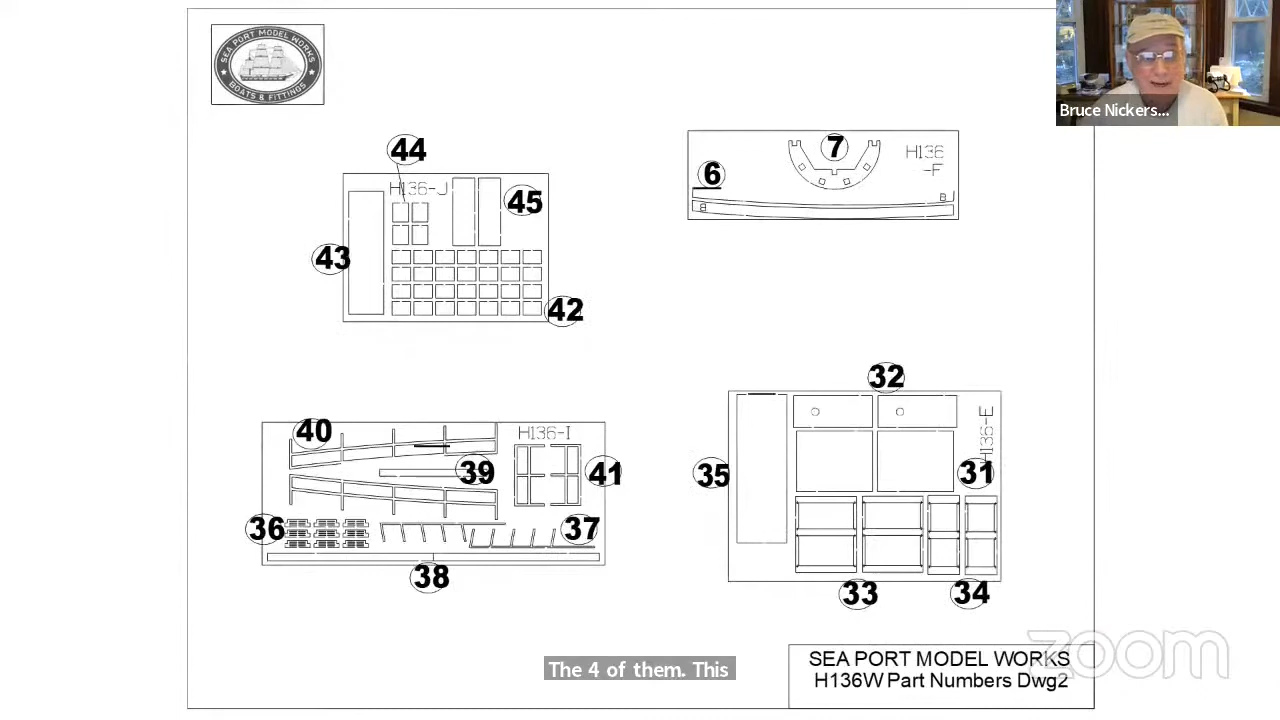 SEA PORT MODEL WORKS
BOATS & FITTINGS
Bruce Nickers...
44
H136-J
45
43
42
7
6
H136
-F
B
B
40
H136-I
39
41
36
37
38
32
H136-E
35
31
33
34
The 4 of them. This
zoom
SEA PORT MODEL WORKS
H136W Part Numbers Dwg2